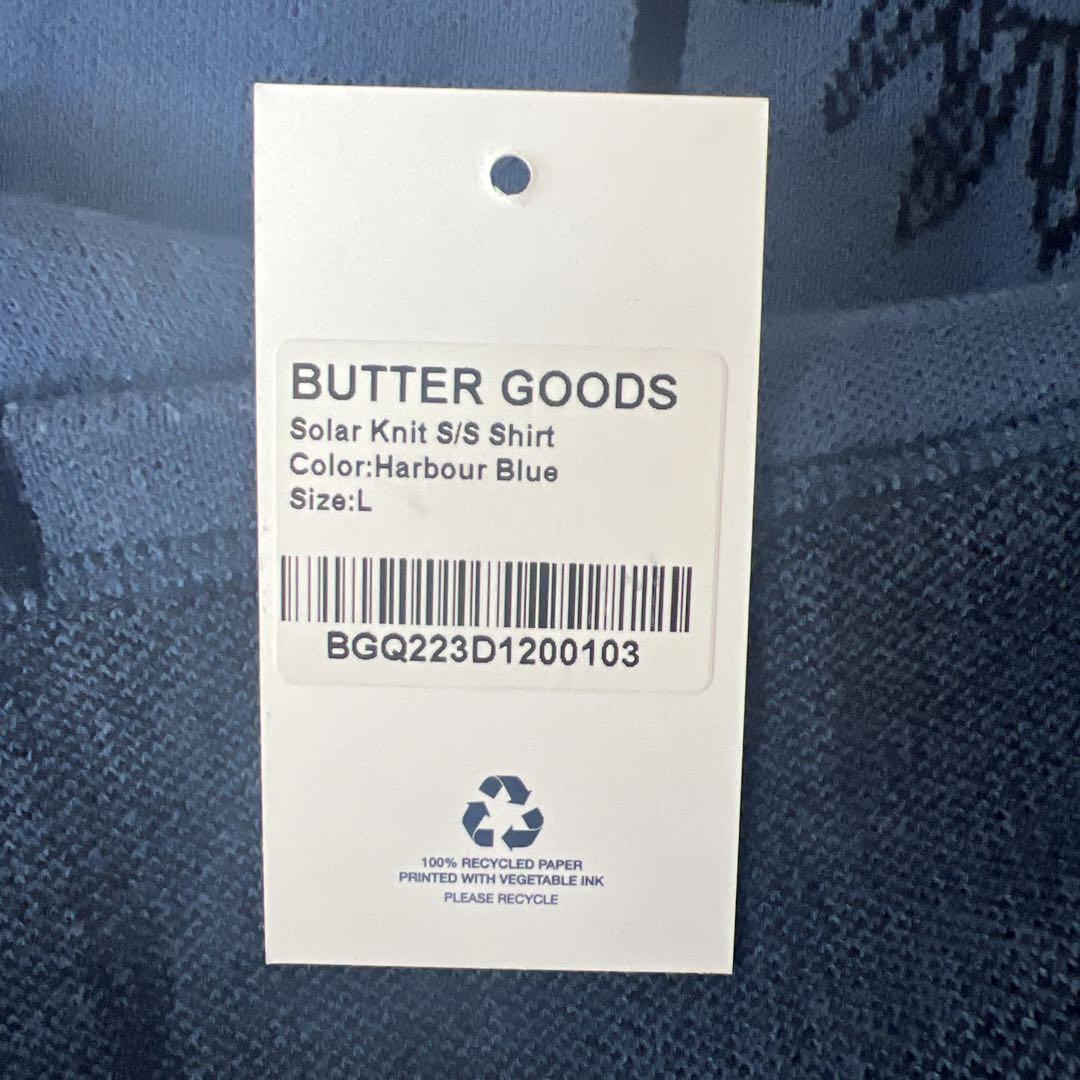 BUTTER GOODS
Solar Knit S/S Shirt
Color:Harbour Blue
Size:L
BGQ223D1200103
100% RECYCLED PAPER
PRINTED WITH VEGETABLE INK
PLEASE RECYCLE